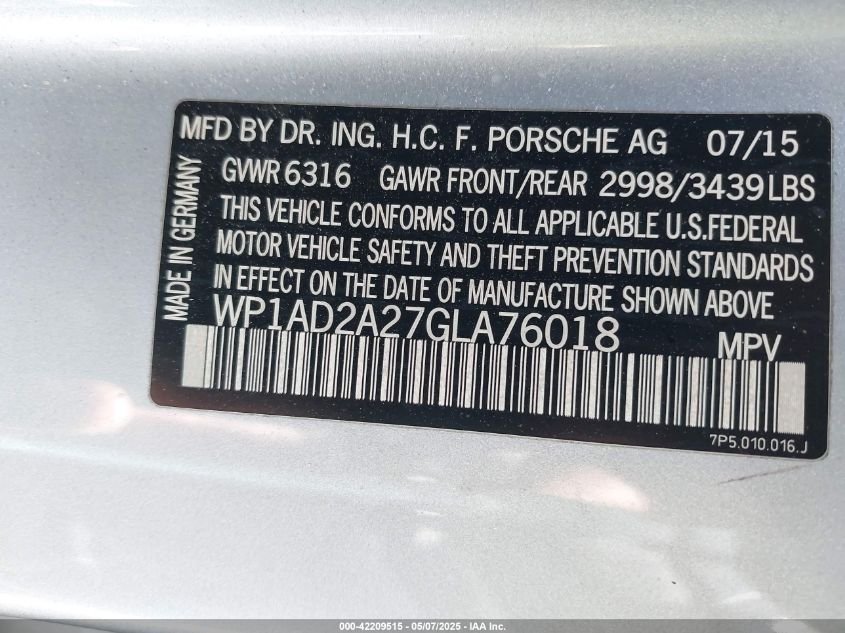 MFD BY DR. ING. H.C. F. PORSCHE AG 07/15
GVWR 6316 GAWR FRONT/REAR 2998/3439 LBS
THIS VEHICLE CONFORMS TO ALL APPLICABLE U.S.FEDERAL
MOTOR VEHICLE SAFETY AND THEFT PREVENTION STANDARDS
IN EFFECT ON THE DATE OF MANUFACTURE SHOWN ABOVE
WP1AD2A27GLA76018 MPV
MADE IN GERMANY
7P5.010.016.J
000-42209515 - 05/07/2025 - IAA Inc.